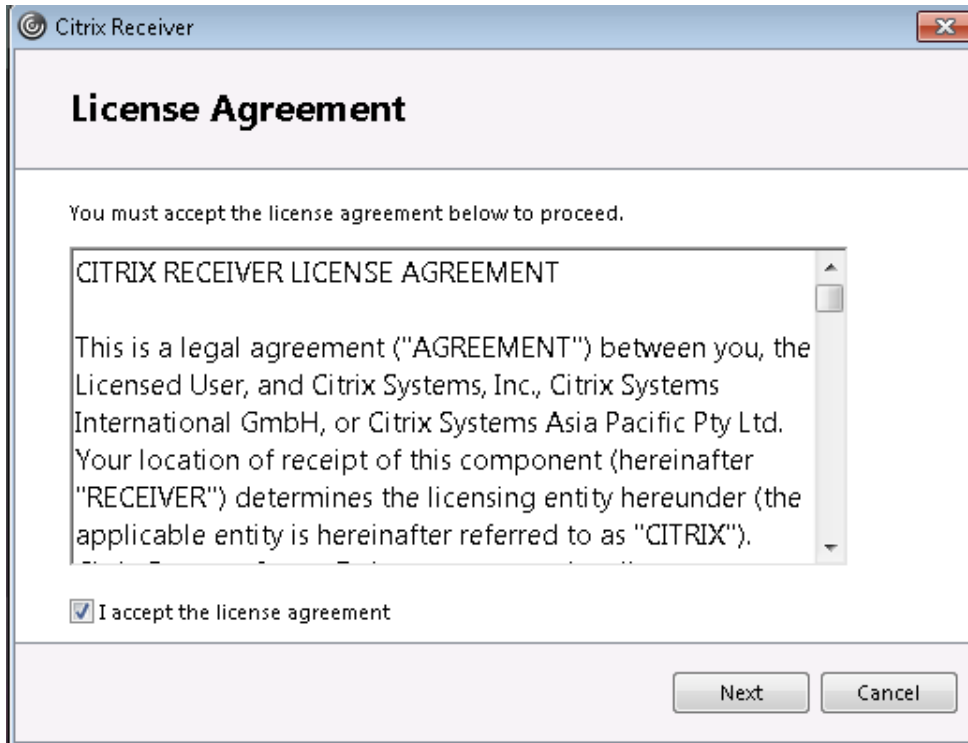 Citrix Receiver
License Agreement
You must accept the license agreement below to proceed.
CITRIX RECEIVER LICENSE AGREEMENT
This is a legal agreement ("AGREEMENT") between you, the
Licensed User, and Citrix Systems, Inc., Citrix Systems
International GmbH, or Citrix Systems Asia Pacific Pty Ltd.
Your location of receipt of this component (hereinafter
"RECEIVER") determines the licensing entity hereunder (the
applicable entity is hereinafter referred to as "CITRIX").
I accept the license agreement
Next
Cancel